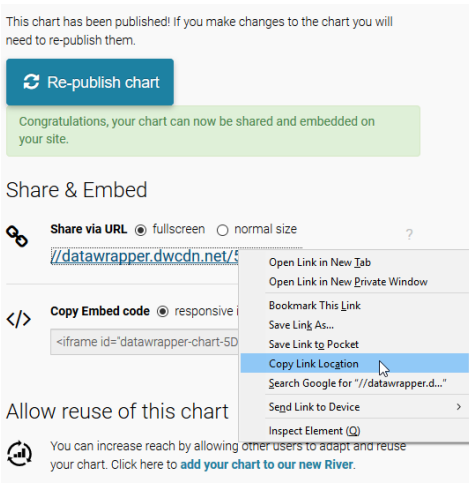 This chart has been published! If you make changes to the chart you will
need to re-publish them.
Re-publish chart
Congratulations, your chart can now be shared and embedded on
your site.
Share & Embed
Share via URL fullscreen normal size ?
//datawrapper.dwcdn.net/5
Copy Embed code responsive i
<iframe id="datawrapper-chart-5D
Open Link in New Tab
Open Link in New Private Window
Bookmark This Link
Save Link As...
Save Link to Pocket
Copy Link Location
Search Google for "//datawrapper.d..."
Send Link to Device
Inspect Element (Q)
Allow reuse of this chart
You can increase reach by allowing other users to adapt and reuse
your chart. Click here to add your chart to our new River.